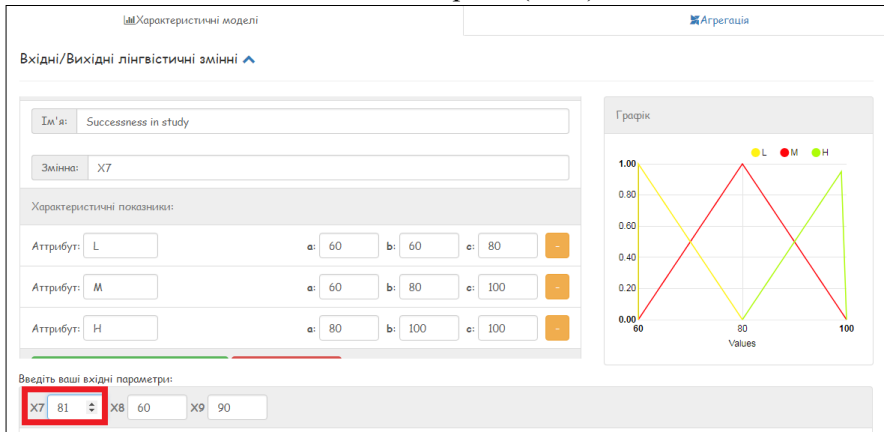 Характеристичні моделі
Агрегація
Вхідні/Вихідні лінгвістичні змінні
Ім'я: Successness in study
Змінна: X7
Характеристичні показники:
Аттрибут: L a: 60 b: 60 c: 80 -
Аттрибут: M a: 60 b: 80 c: 100 -
Аттрибут: H a: 80 b: 100 c: 100 -
Графік
L M H
1.00
0.80
0.60
0.40
0.20
0.00
60 80 100
Values
Введіть ваші вхідні параметри:
X7 81 X8 60 X9 90